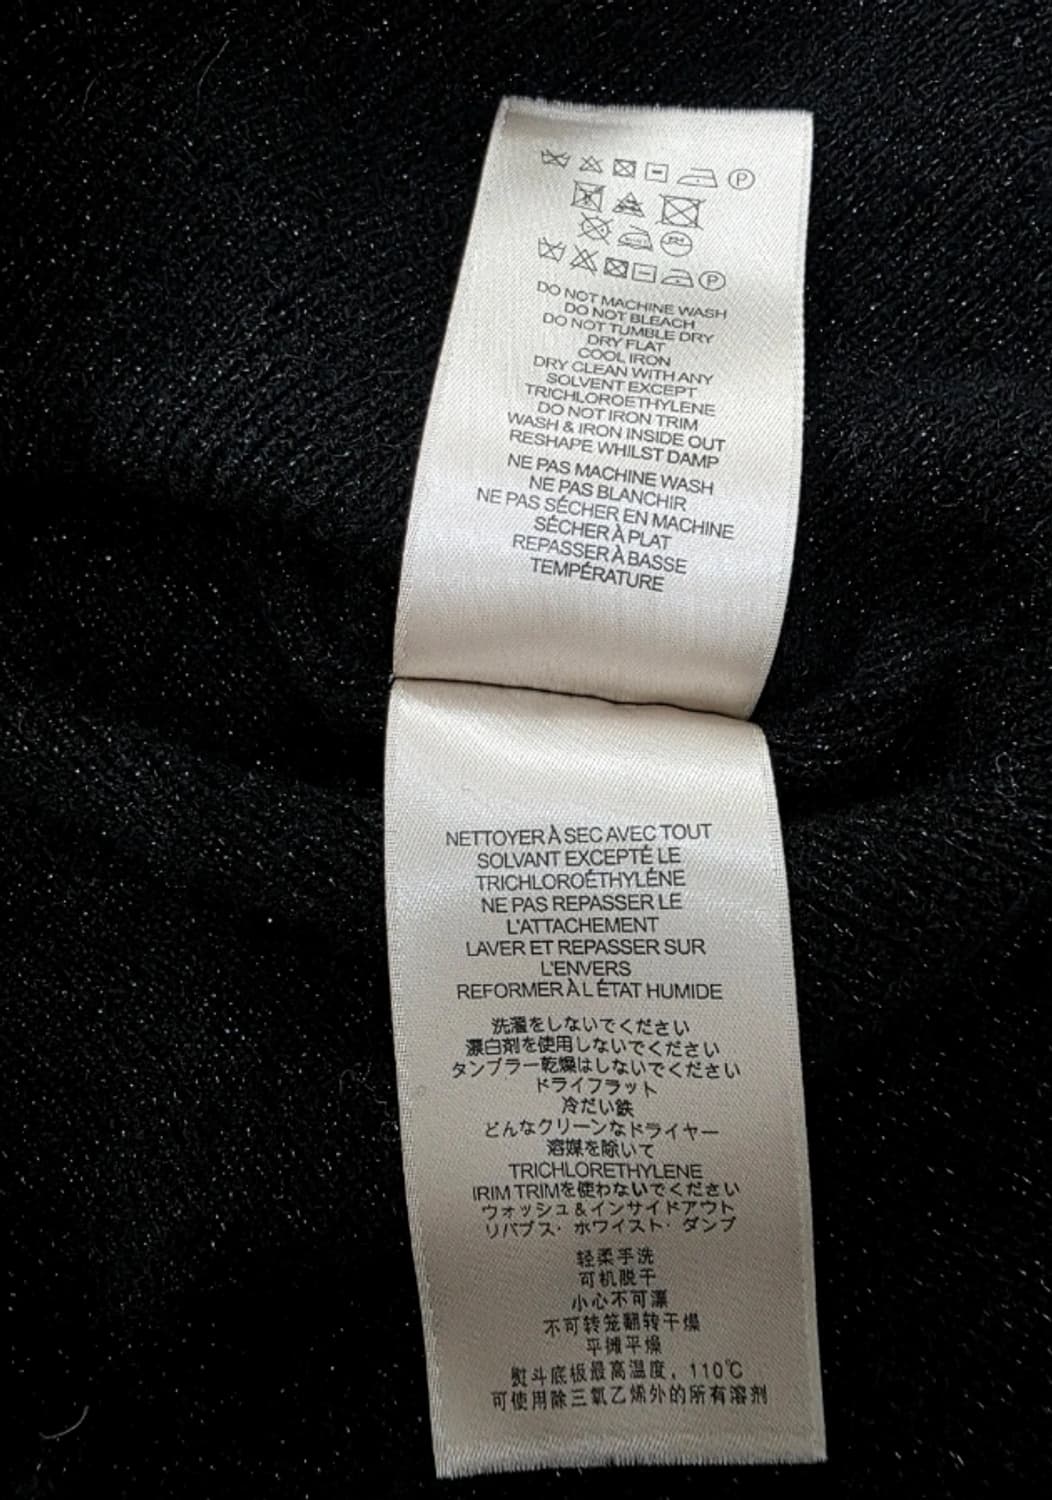 DO NOT MACHINE WASH
DO NOT BLEACH
DO NOT TUMBLE DRY
DRY FLAT
COOL IRON
DRY CLEAN WITH ANY
SOLVENT EXCEPT
TRICHLOROETHYLENE
DO NOT IRON TRIM
WASH & IRON INSIDE OUT
RESHAPE WHILST DAMP
NE PAS MACHINE WASH
NE PAS BLANCHIR
NE PAS SÉCHER EN MACHINE
SÉCHER À PLAT
REPASSER À BASSE
TEMPÉRATURE
NETTOYER À SEC AVEC TOUT
SOLVANT EXCEPTÉ LE
TRICHLOROÉTHYLÉNE
NE PAS REPASSER LE
L'ATTACHEMENT
LAVER ET REPASSER SUR
L'ENVERS
REFORMER À L ÉTAT HUMIDE
洗濯をしないでください
漂白剤を使用しないでください
タンブラー乾燥はしないでください
ドライフラット
冷だい鉄
どんなクリーンなドライヤー
溶媒を除いて
TRICHLORETHYLENE
IRIM TRIMを使わないでください
ウォッシュ&インサイドアウト
リバプス· ホワイスト· ダンプ
轻柔手洗
可机脱干
小心不可漂
不可转笼翻转干燥
平摊平燥
熨斗底板最高温度，110℃
可使用除三氧乙烯外的所有溶剂